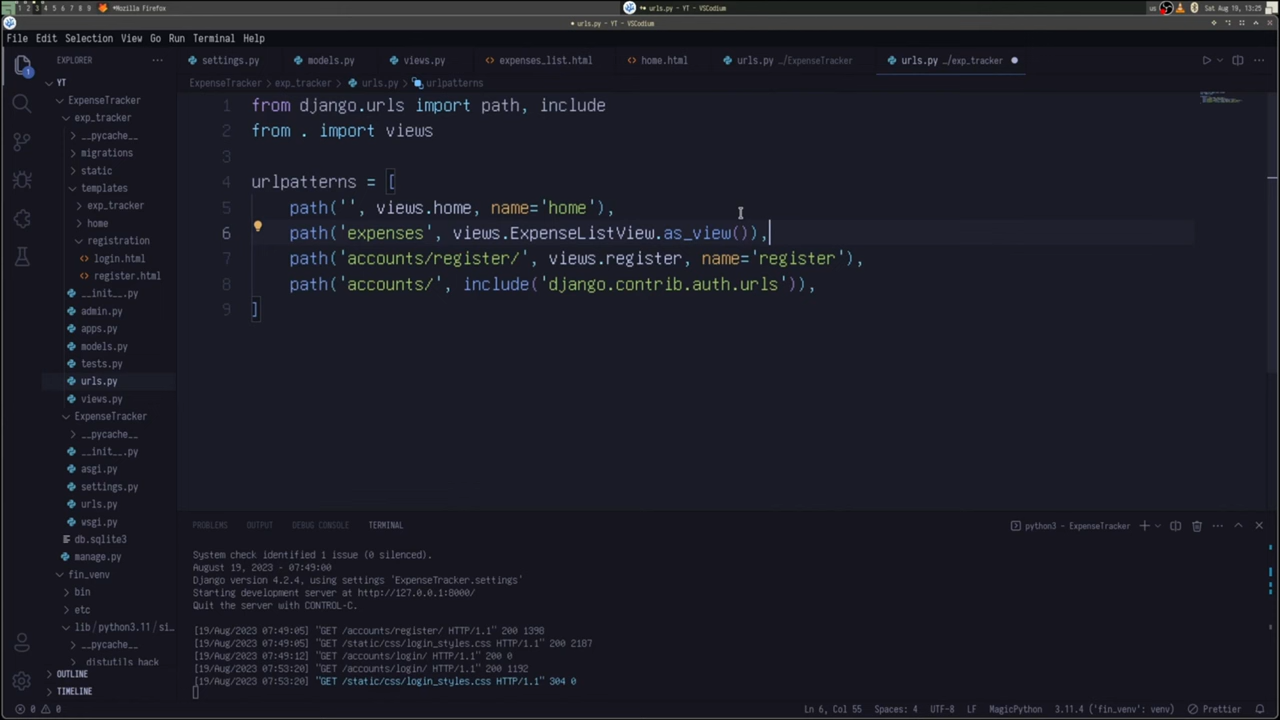 1 2 3 4 5 6 7 8 9 *Mozilla Firefox urls.py - YT - VSCodium us Sat Aug 19, 13:25
● urls.py - YT - VSCodium
File Edit Selection View Go Run Terminal Help
EXPLORER ··· settings.py models.py views.py <> expenses_list.html <> home.html urls.py .../ExpenseTracker urls.py .../exp_tracker ●
YT
ExpenseTracker > exp_tracker > urls.py > urlpatterns
ExpenseTracker
exp_tracker
__pycache__
migrations
static
templates
exp_tracker
home
registration
login.html
register.html
__init__.py
admin.py
apps.py
models.py
tests.py
urls.py
views.py
ExpenseTracker
__pycache__
__init__.py
asgi.py
settings.py
urls.py
wsgi.py
db.sqlite3
manage.py
fin_venv
bin
etc
lib/python3.11/si...
__pycache__
_distutils_hack
OUTLINE
TIMELINE
1 from django.urls import path, include
2 from . import views
3
4 urlpatterns = [
5 path('', views.home, name='home'),
6 path('expenses', views.ExpenseListView.as_view()),
7 path('accounts/register/', views.register, name='register'),
8 path('accounts/', include('django.contrib.auth.urls')),
9 ]
PROBLEMS OUTPUT DEBUG CONSOLE TERMINAL python3 - ExpenseTracker
System check identified 1 issue (0 silenced).
August 19, 2023 - 07:49:00
Django version 4.2.4, using settings 'ExpenseTracker.settings'
Starting development server at http://127.0.0.1:8000/
Quit the server with CONTROL-C.
[19/Aug/2023 07:49:05] "GET /accounts/register/ HTTP/1.1" 200 1398
[19/Aug/2023 07:49:05] "GET /static/css/login_styles.css HTTP/1.1" 200 2187
[19/Aug/2023 07:49:12] "GET /accounts/login/ HTTP/1.1" 200 0
[19/Aug/2023 07:53:20] "GET /accounts/login/ HTTP/1.1" 200 1192
[19/Aug/2023 07:53:20] "GET /static/css/login_styles.css HTTP/1.1" 304 0
0 0 Ln 6, Col 55 Spaces: 4 UTF-8 LF MagicPython 3.11.4 ('fin_venv': venv) Prettier